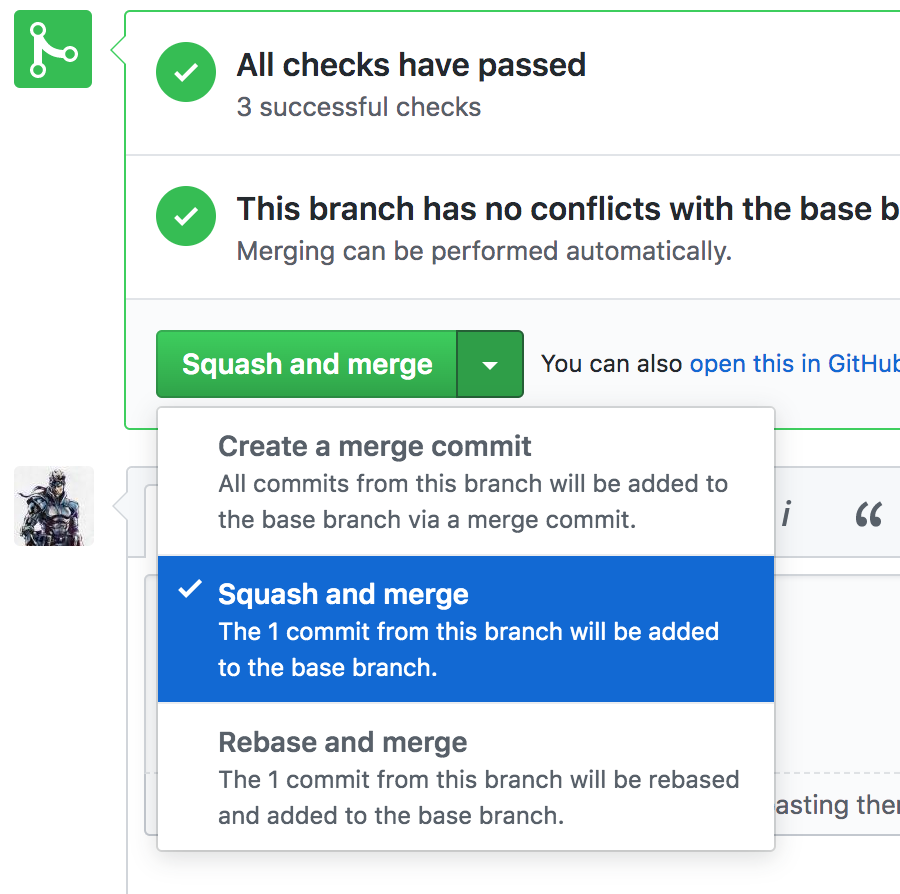 All checks have passed
3 successful checks
This branch has no conflicts with the base b
Merging can be performed automatically.
Squash and merge
You can also open this in GitHub
Create a merge commit
All commits from this branch will be added to
the base branch via a merge commit.
i “
Squash and merge
The 1 commit from this branch will be added
to the base branch.
Rebase and merge
The 1 commit from this branch will be rebased
and added to the base branch.
asting ther